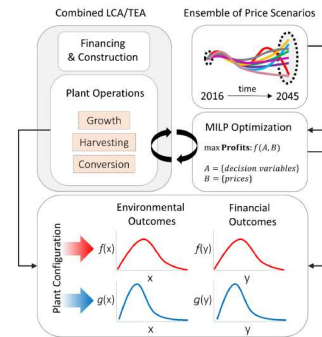 Combined LCA/TEA
Financing
& Construction
Plant Operations
Growth
Harvesting
Conversion
Ensemble of Price Scenarios
time
2016
2045
MILP Optimization
max Profits: f(A, B)
A = {decision variables}
B = {prices}
Plant Configuration
Environmental
Outcomes
Financial
Outcomes
f(x)
x
f(y)
y
g(x)
x
g(y)
y